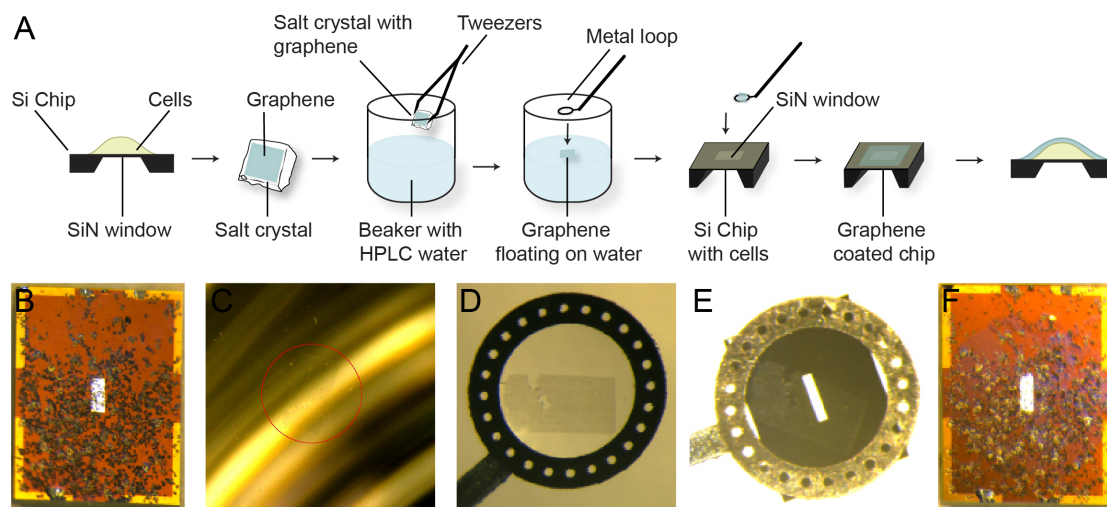 A
Salt crystal with
graphene
Tweezers
Metal loop
Si Chip
Cells
Graphene
SiN window
SiN window
Salt crystal
Beaker with
HPLC water
Graphene
floating on water
Si Chip
with cells
Graphene
coated chip
B
C
D
E
F